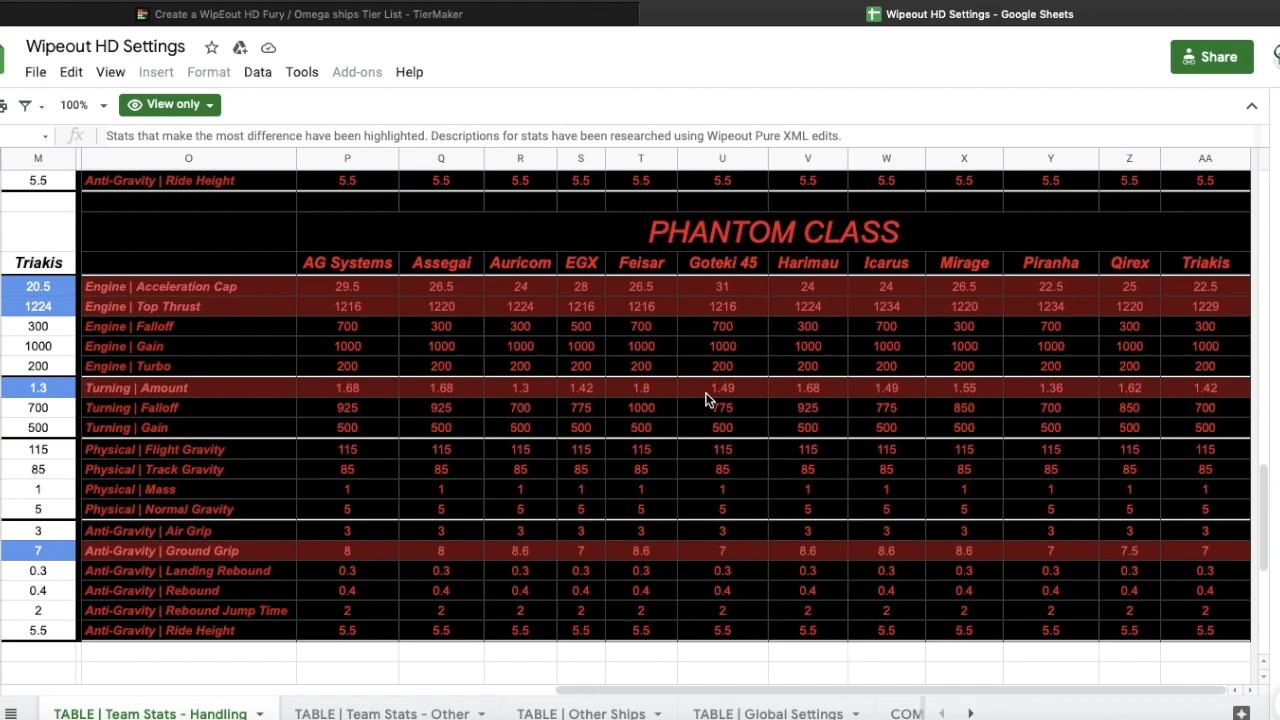 Create a WipEout HD Fury / Omega ships Tier List - TierMaker
Wipeout HD Settings - Google Sheets
Wipeout HD Settings
Share
File Edit View Insert Format Data Tools Add-ons Help
100% View only
fx Stats that make the most difference have been highlighted. Descriptions for stats have been researched using Wipeout Pure XML edits.
M O P Q R S T U V W X Y Z AA
5.5 Anti-Gravity | Ride Height 5.5 5.5 5.5 5.5 5.5 5.5 5.5 5.5 5.5 5.5 5.5 5.5
PHANTOM CLASS
Triakis AG Systems Assegai Auricom EGX Feisar Goteki 45 Harimau Icarus Mirage Piranha Qirex Triakis
20.5 Engine | Acceleration Cap 29.5 26.5 24 28 26.5 31 24 24 26.5 22.5 25 22.5
1224 Engine | Top Thrust 1216 1220 1224 1216 1216 1216 1224 1234 1220 1234 1220 1229
300 Engine | Falloff 700 300 300 500 700 700 300 700 300 700 300 300
1000 Engine | Gain 1000 1000 1000 1000 1000 1000 1000 1000 1000 1000 1000 1000
200 Engine | Turbo 200 200 200 200 200 200 200 200 200 200 200 200
1.3 Turning | Amount 1.68 1.68 1.3 1.42 1.8 1.49 1.68 1.49 1.55 1.36 1.62 1.42
700 Turning | Falloff 925 925 700 775 1000 775 925 775 850 700 850 700
500 Turning | Gain 500 500 500 500 500 500 500 500 500 500 500 500
115 Physical | Flight Gravity 115 115 115 115 115 115 115 115 115 115 115 115
85 Physical | Track Gravity 85 85 85 85 85 85 85 85 85 85 85 85
1 Physical | Mass 1 1 1 1 1 1 1 1 1 1 1 1
5 Physical | Normal Gravity 5 5 5 5 5 5 5 5 5 5 5 5
3 Anti-Gravity | Air Grip 3 3 3 3 3 3 3 3 3 3 3 3
7 Anti-Gravity | Ground Grip 8 8 8.6 7 8.6 7 8.6 8.6 8.6 7 7.5 7
0.3 Anti-Gravity | Landing Rebound 0.3 0.3 0.3 0.3 0.3 0.3 0.3 0.3 0.3 0.3 0.3 0.3
0.4 Anti-Gravity | Rebound 0.4 0.4 0.4 0.4 0.4 0.4 0.4 0.4 0.4 0.4 0.4 0.4
2 Anti-Gravity | Rebound Jump Time 2 2 2 2 2 2 2 2 2 2 2 2
5.5 Anti-Gravity | Ride Height 5.5 5.5 5.5 5.5 5.5 5.5 5.5 5.5 5.5 5.5 5.5 5.5
TABLE | Team Stats - Handling TABLE | Team Stats - Other TABLE | Other Ships TABLE | Global Settings COM